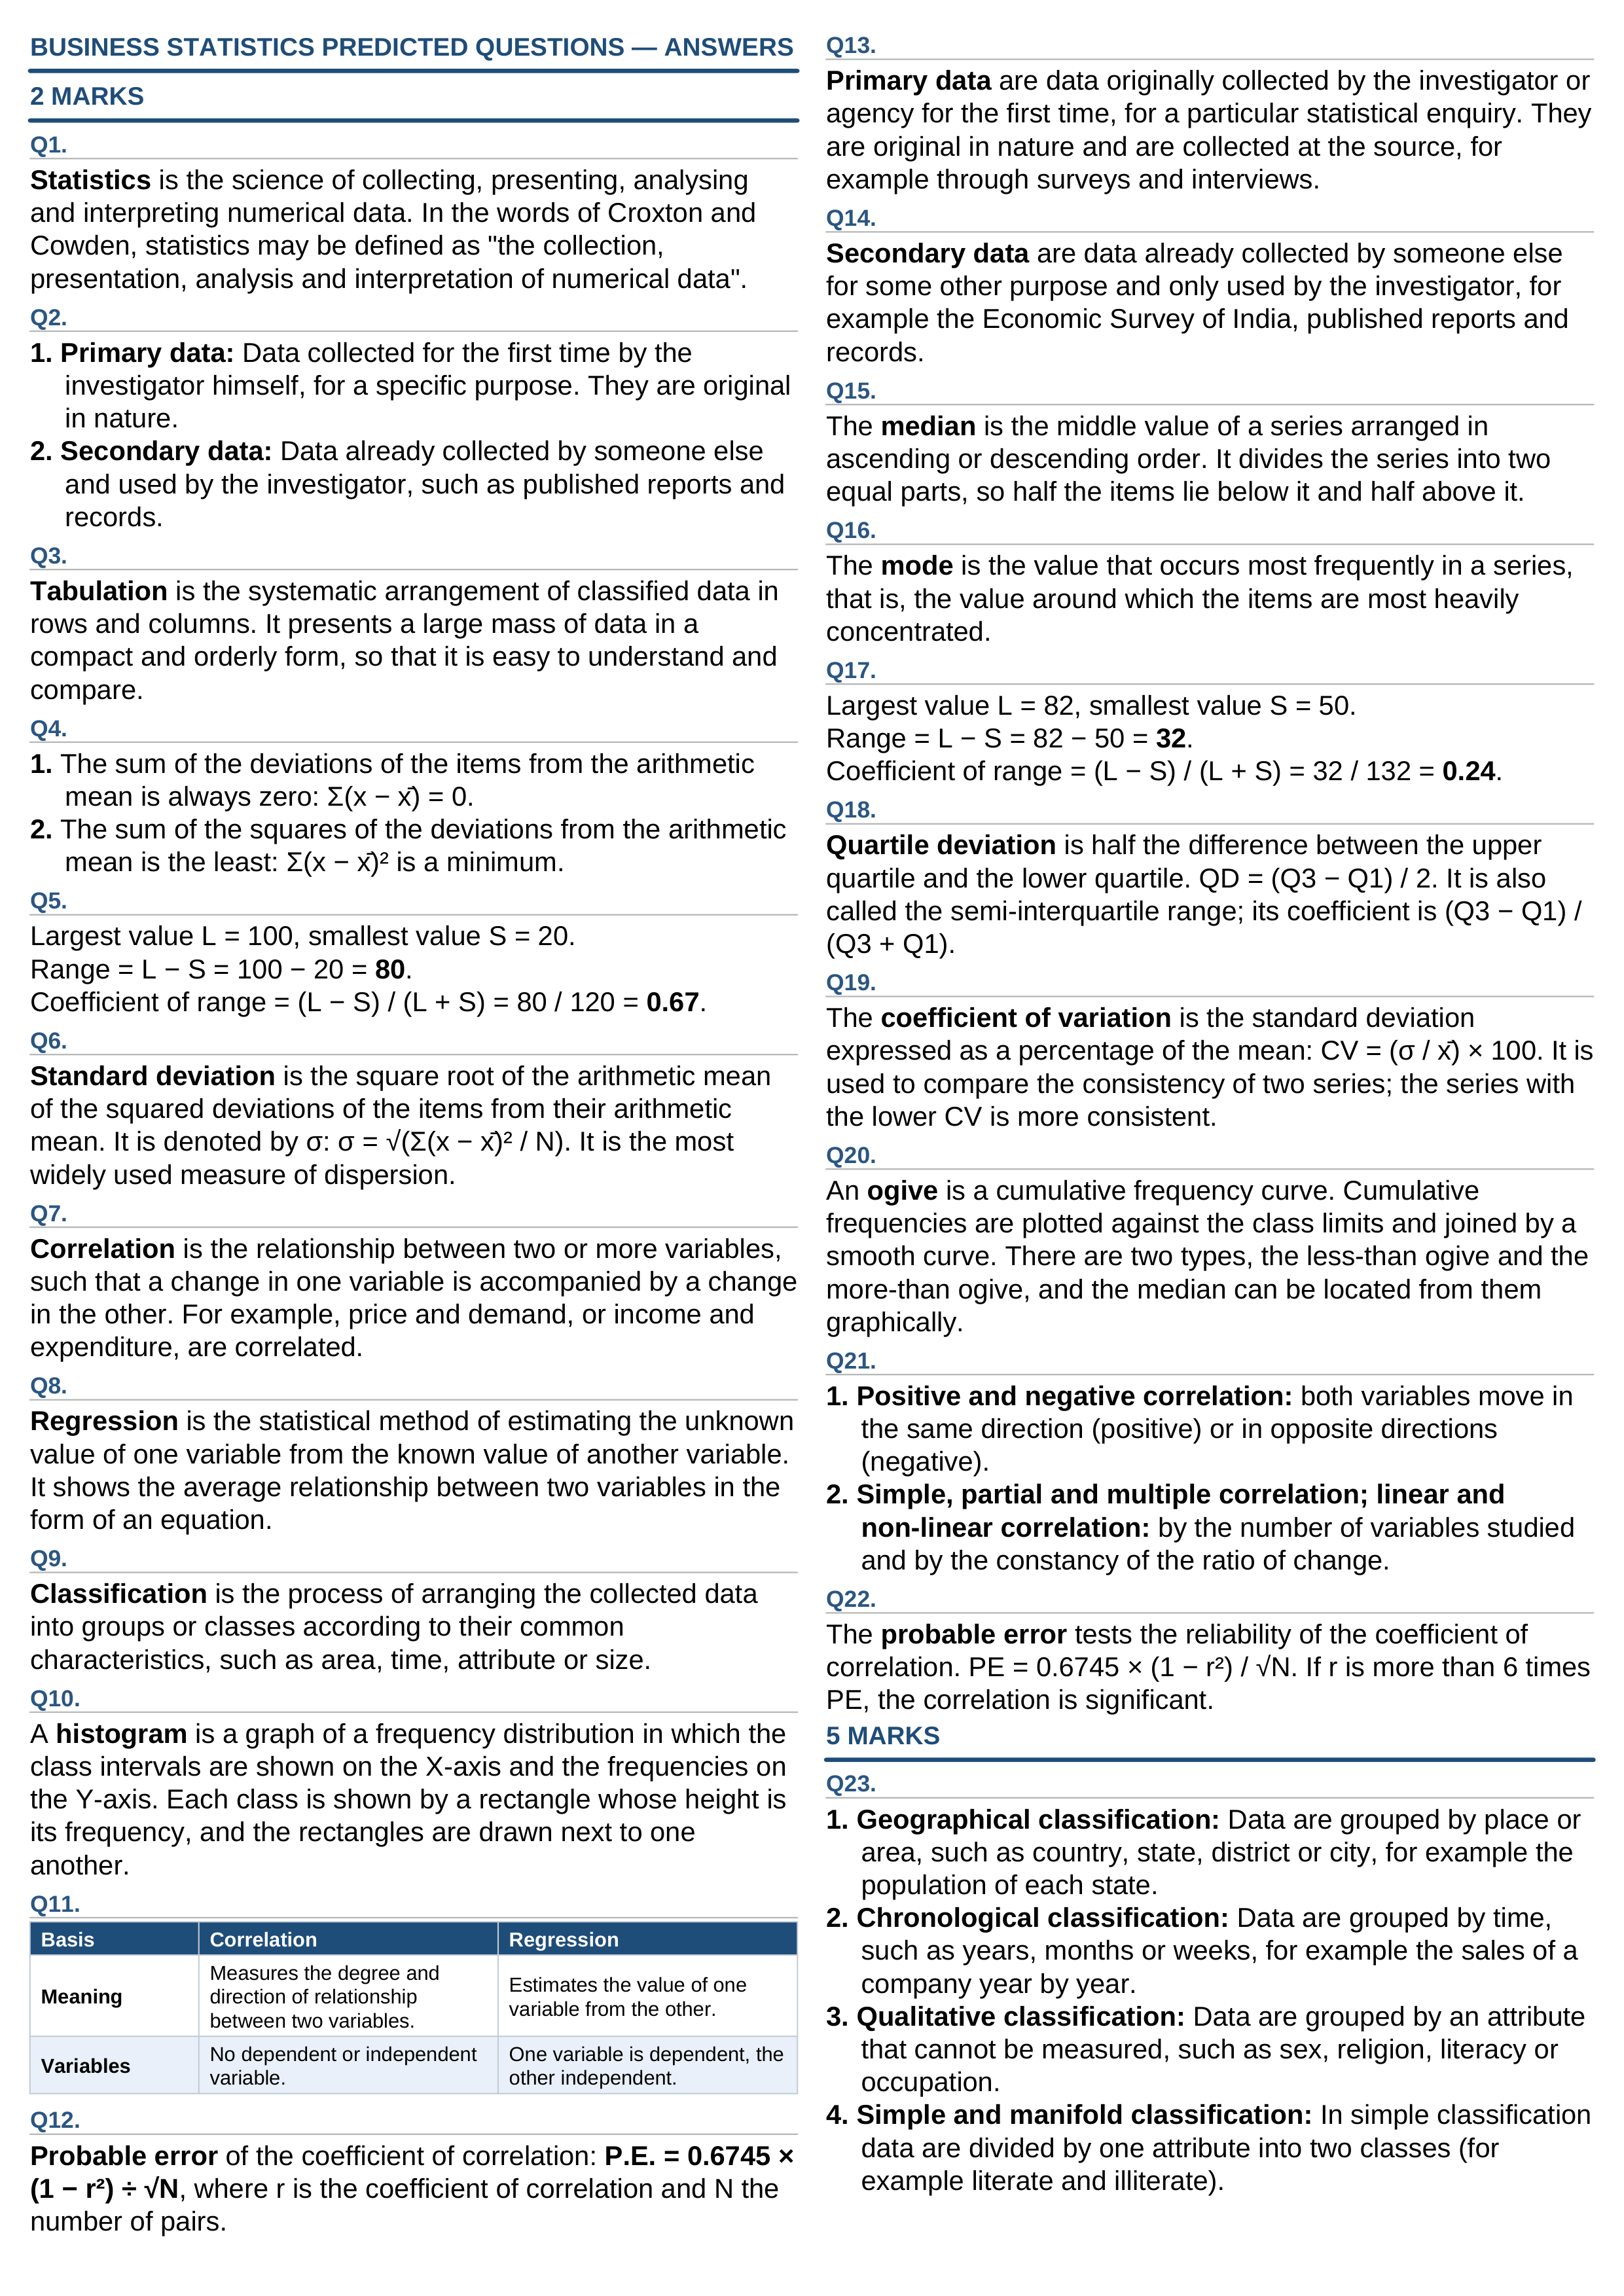 BUSINESS STATISTICS PREDICTED QUESTIONS — ANSWERS
2 MARKS
Q1.
Statistics is the science of collecting, presenting, analysing
and interpreting numerical data. In the words of Croxton and
Cowden, statistics may be defined as "the collection,
presentation, analysis and interpretation of numerical data".
Q2.
1. Primary data: Data collected for the first time by the
investigator himself, for a specific purpose. They are original
in nature.
2. Secondary data: Data already collected by someone else
and used by the investigator, such as published reports and
records.
Q3.
Tabulation is the systematic arrangement of classified data in
rows and columns. It presents a large mass of data in a
compact and orderly form, so that it is easy to understand and
compare.
Q4.
1. The sum of the deviations of the items from the arithmetic
mean is always zero: Σ(x − x̄) = 0.
2. The sum of the squares of the deviations from the arithmetic
mean is the least: Σ(x − x̄)² is a minimum.
Q5.
Largest value L = 100, smallest value S = 20.
Range = L − S = 100 − 20 = 80.
Coefficient of range = (L − S) / (L + S) = 80 / 120 = 0.67.
Q6.
Standard deviation is the square root of the arithmetic mean
of the squared deviations of the items from their arithmetic
mean. It is denoted by σ: σ = √(Σ(x − x̄)² / N). It is the most
widely used measure of dispersion.
Q7.
Correlation is the relationship between two or more variables,
such that a change in one variable is accompanied by a change
in the other. For example, price and demand, or income and
expenditure, are correlated.
Q8.
Regression is the statistical method of estimating the unknown
value of one variable from the known value of another variable.
It shows the average relationship between two variables in the
form of an equation.
Q9.
Classification is the process of arranging the collected data
into groups or classes according to their common
characteristics, such as area, time, attribute or size.
Q10.
A histogram is a graph of a frequency distribution in which the
class intervals are shown on the X-axis and the frequencies on
the Y-axis. Each class is shown by a rectangle whose height is
its frequency, and the rectangles are drawn next to one
another.
Q11.
Basis Correlation Regression
Meaning Measures the degree and direction of relationship between two variables. Estimates the value of one variable from the other.
Variables No dependent or independent variable. One variable is dependent, the other independent.
Q12.
Probable error of the coefficient of correlation: P.E. = 0.6745 ×
(1 − r²) ÷ √N, where r is the coefficient of correlation and N the
number of pairs.
Q13.
Primary data are data originally collected by the investigator or
agency for the first time, for a particular statistical enquiry. They
are original in nature and are collected at the source, for
example through surveys and interviews.
Q14.
Secondary data are data already collected by someone else
for some other purpose and only used by the investigator, for
example the Economic Survey of India, published reports and
records.
Q15.
The median is the middle value of a series arranged in
ascending or descending order. It divides the series into two
equal parts, so half the items lie below it and half above it.
Q16.
The mode is the value that occurs most frequently in a series,
that is, the value around which the items are most heavily
concentrated.
Q17.
Largest value L = 82, smallest value S = 50.
Range = L − S = 82 − 50 = 32.
Coefficient of range = (L − S) / (L + S) = 32 / 132 = 0.24.
Q18.
Quartile deviation is half the difference between the upper
quartile and the lower quartile. QD = (Q3 − Q1) / 2. It is also
called the semi-interquartile range; its coefficient is (Q3 − Q1) /
(Q3 + Q1).
Q19.
The coefficient of variation is the standard deviation
expressed as a percentage of the mean: CV = (σ / x̄) × 100. It is
used to compare the consistency of two series; the series with
the lower CV is more consistent.
Q20.
An ogive is a cumulative frequency curve. Cumulative
frequencies are plotted against the class limits and joined by a
smooth curve. There are two types, the less-than ogive and the
more-than ogive, and the median can be located from them
graphically.
Q21.
1. Positive and negative correlation: both variables move in
the same direction (positive) or in opposite directions
(negative).
2. Simple, partial and multiple correlation; linear and
non-linear correlation: by the number of variables studied
and by the constancy of the ratio of change.
Q22.
The probable error tests the reliability of the coefficient of
correlation. PE = 0.6745 × (1 − r²) / √N. If r is more than 6 times
PE, the correlation is significant.
5 MARKS
Q23.
1. Geographical classification: Data are grouped by place or
area, such as country, state, district or city, for example the
population of each state.
2. Chronological classification: Data are grouped by time,
such as years, months or weeks, for example the sales of a
company year by year.
3. Qualitative classification: Data are grouped by an attribute
that cannot be measured, such as sex, religion, literacy or
occupation.
4. Simple and manifold classification: In simple classification
data are divided by one attribute into two classes (for
example literate and illiterate).